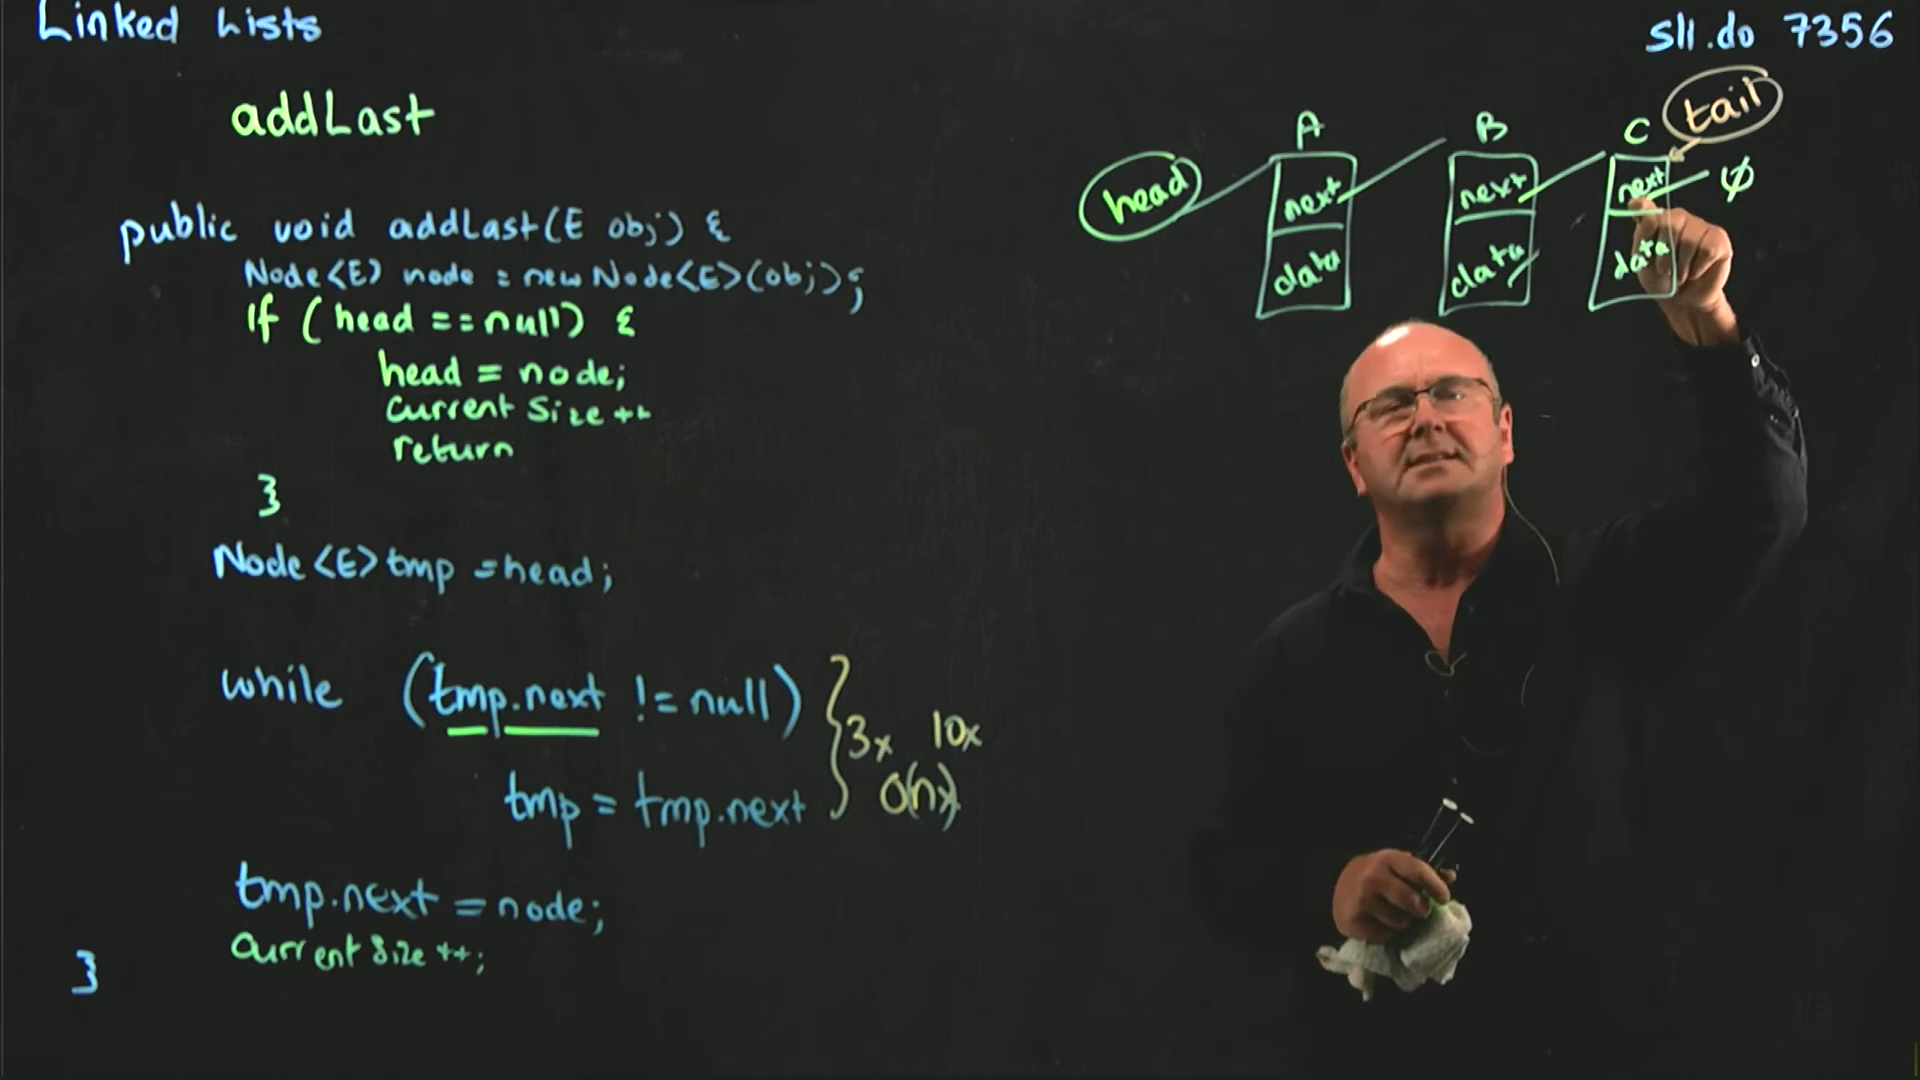 Linked Lists
sli.do 7356
addLast
public void addLast(E obj) {
Node<E> node = new Node<E>(obj);
If (head == null) {
head = node;
Current Size ++
return
}
Node<E> tmp = head;
while (tmp.next != null)
3x 10x
tmp = tmp.next
O(n)
tmp.next = node;
Current Size ++;
}
head
tail
A B C
next next next ∅
data data data